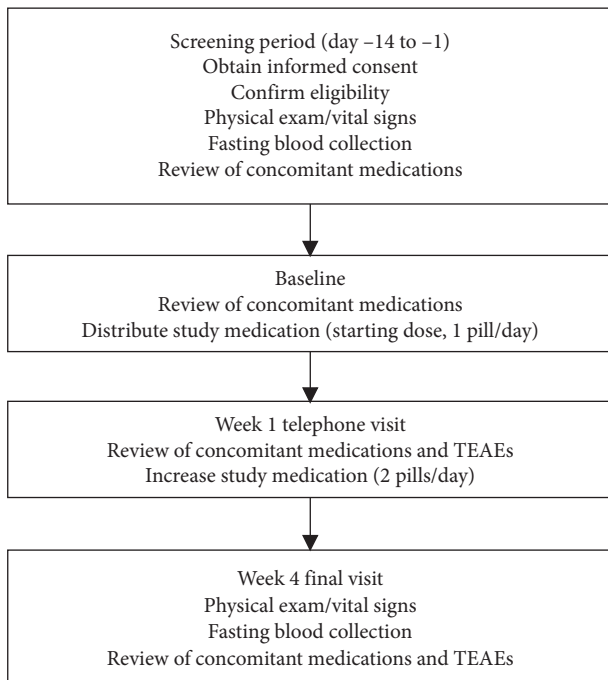 Screening period (day –14 to –1)
Obtain informed consent
Confirm eligibility
Physical exam/vital signs
Fasting blood collection
Review of concomitant medications
Baseline
Review of concomitant medications
Distribute study medication (starting dose, 1 pill/day)
Week 1 telephone visit
Review of concomitant medications and TEAEs
Increase study medication (2 pills/day)
Week 4 final visit
Physical exam/vital signs
Fasting blood collection
Review of concomitant medications and TEAEs